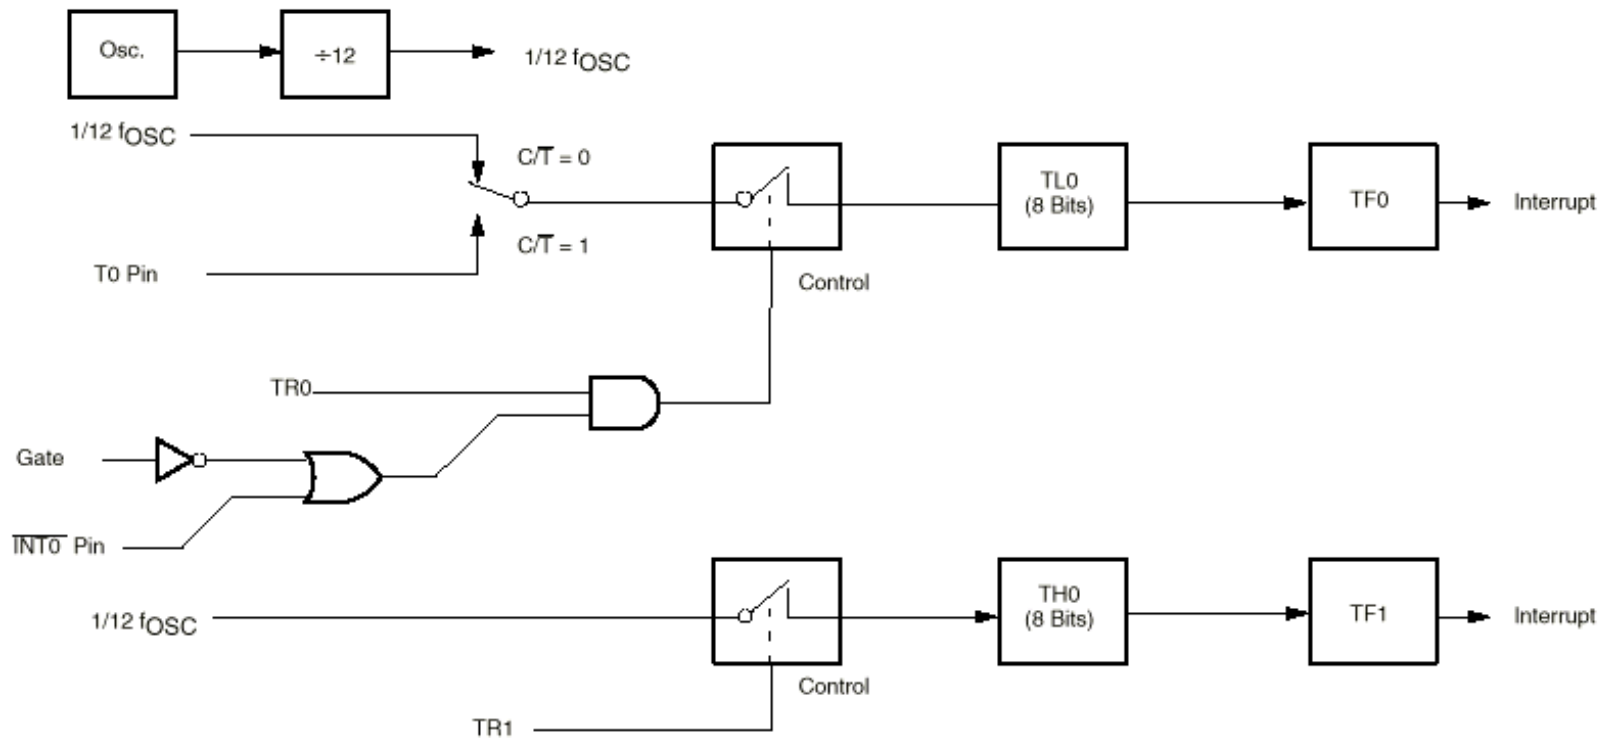 Osc.
÷12
1/12 fOSC
1/12 fOSC
C/T̅ = 0
C/T̅ = 1
T0 Pin
Control
TL0
(8 Bits)
TF0
Interrupt
TR0
Gate
I̅N̅T̅0̅ Pin
1/12 fOSC
Control
TH0
(8 Bits)
TF1
Interrupt
TR1